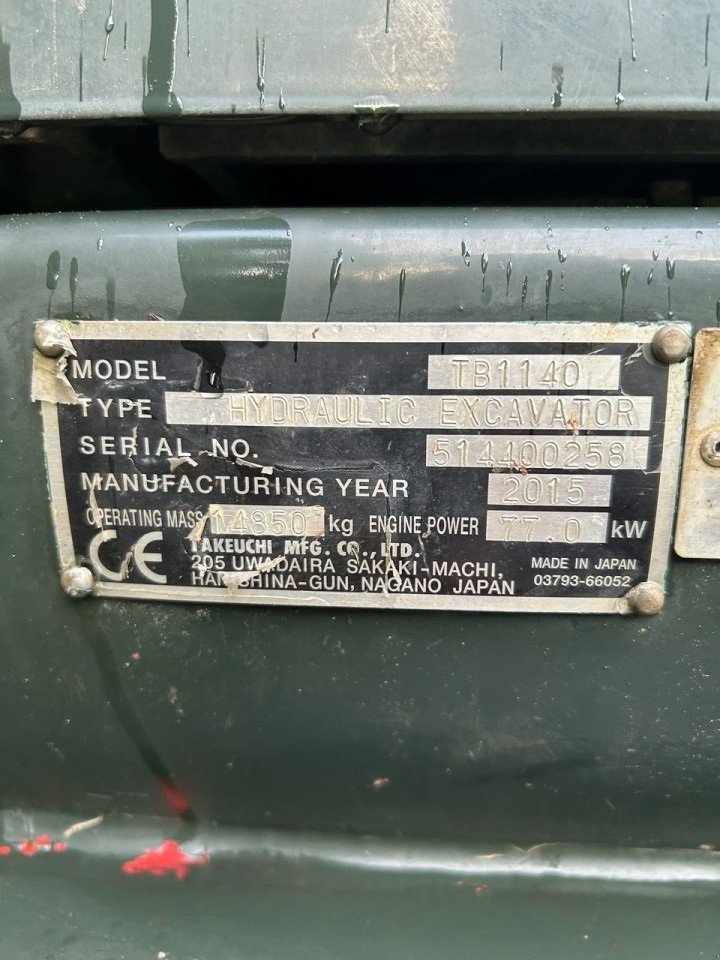 MODEL TB1140
TYPE HYDRAULIC EXCAVATOR
SERIAL NO. 514400258
MANUFACTURING YEAR 2015
OPERATING MASS 14850 kg ENGINE POWER 77.0 kW
CE TAKEUCHI MFG. CO., LTD.
205 UWADAIRA SAKAKI-MACHI, MADE IN JAPAN
HANISHINA-GUN, NAGANO JAPAN 03793-66052